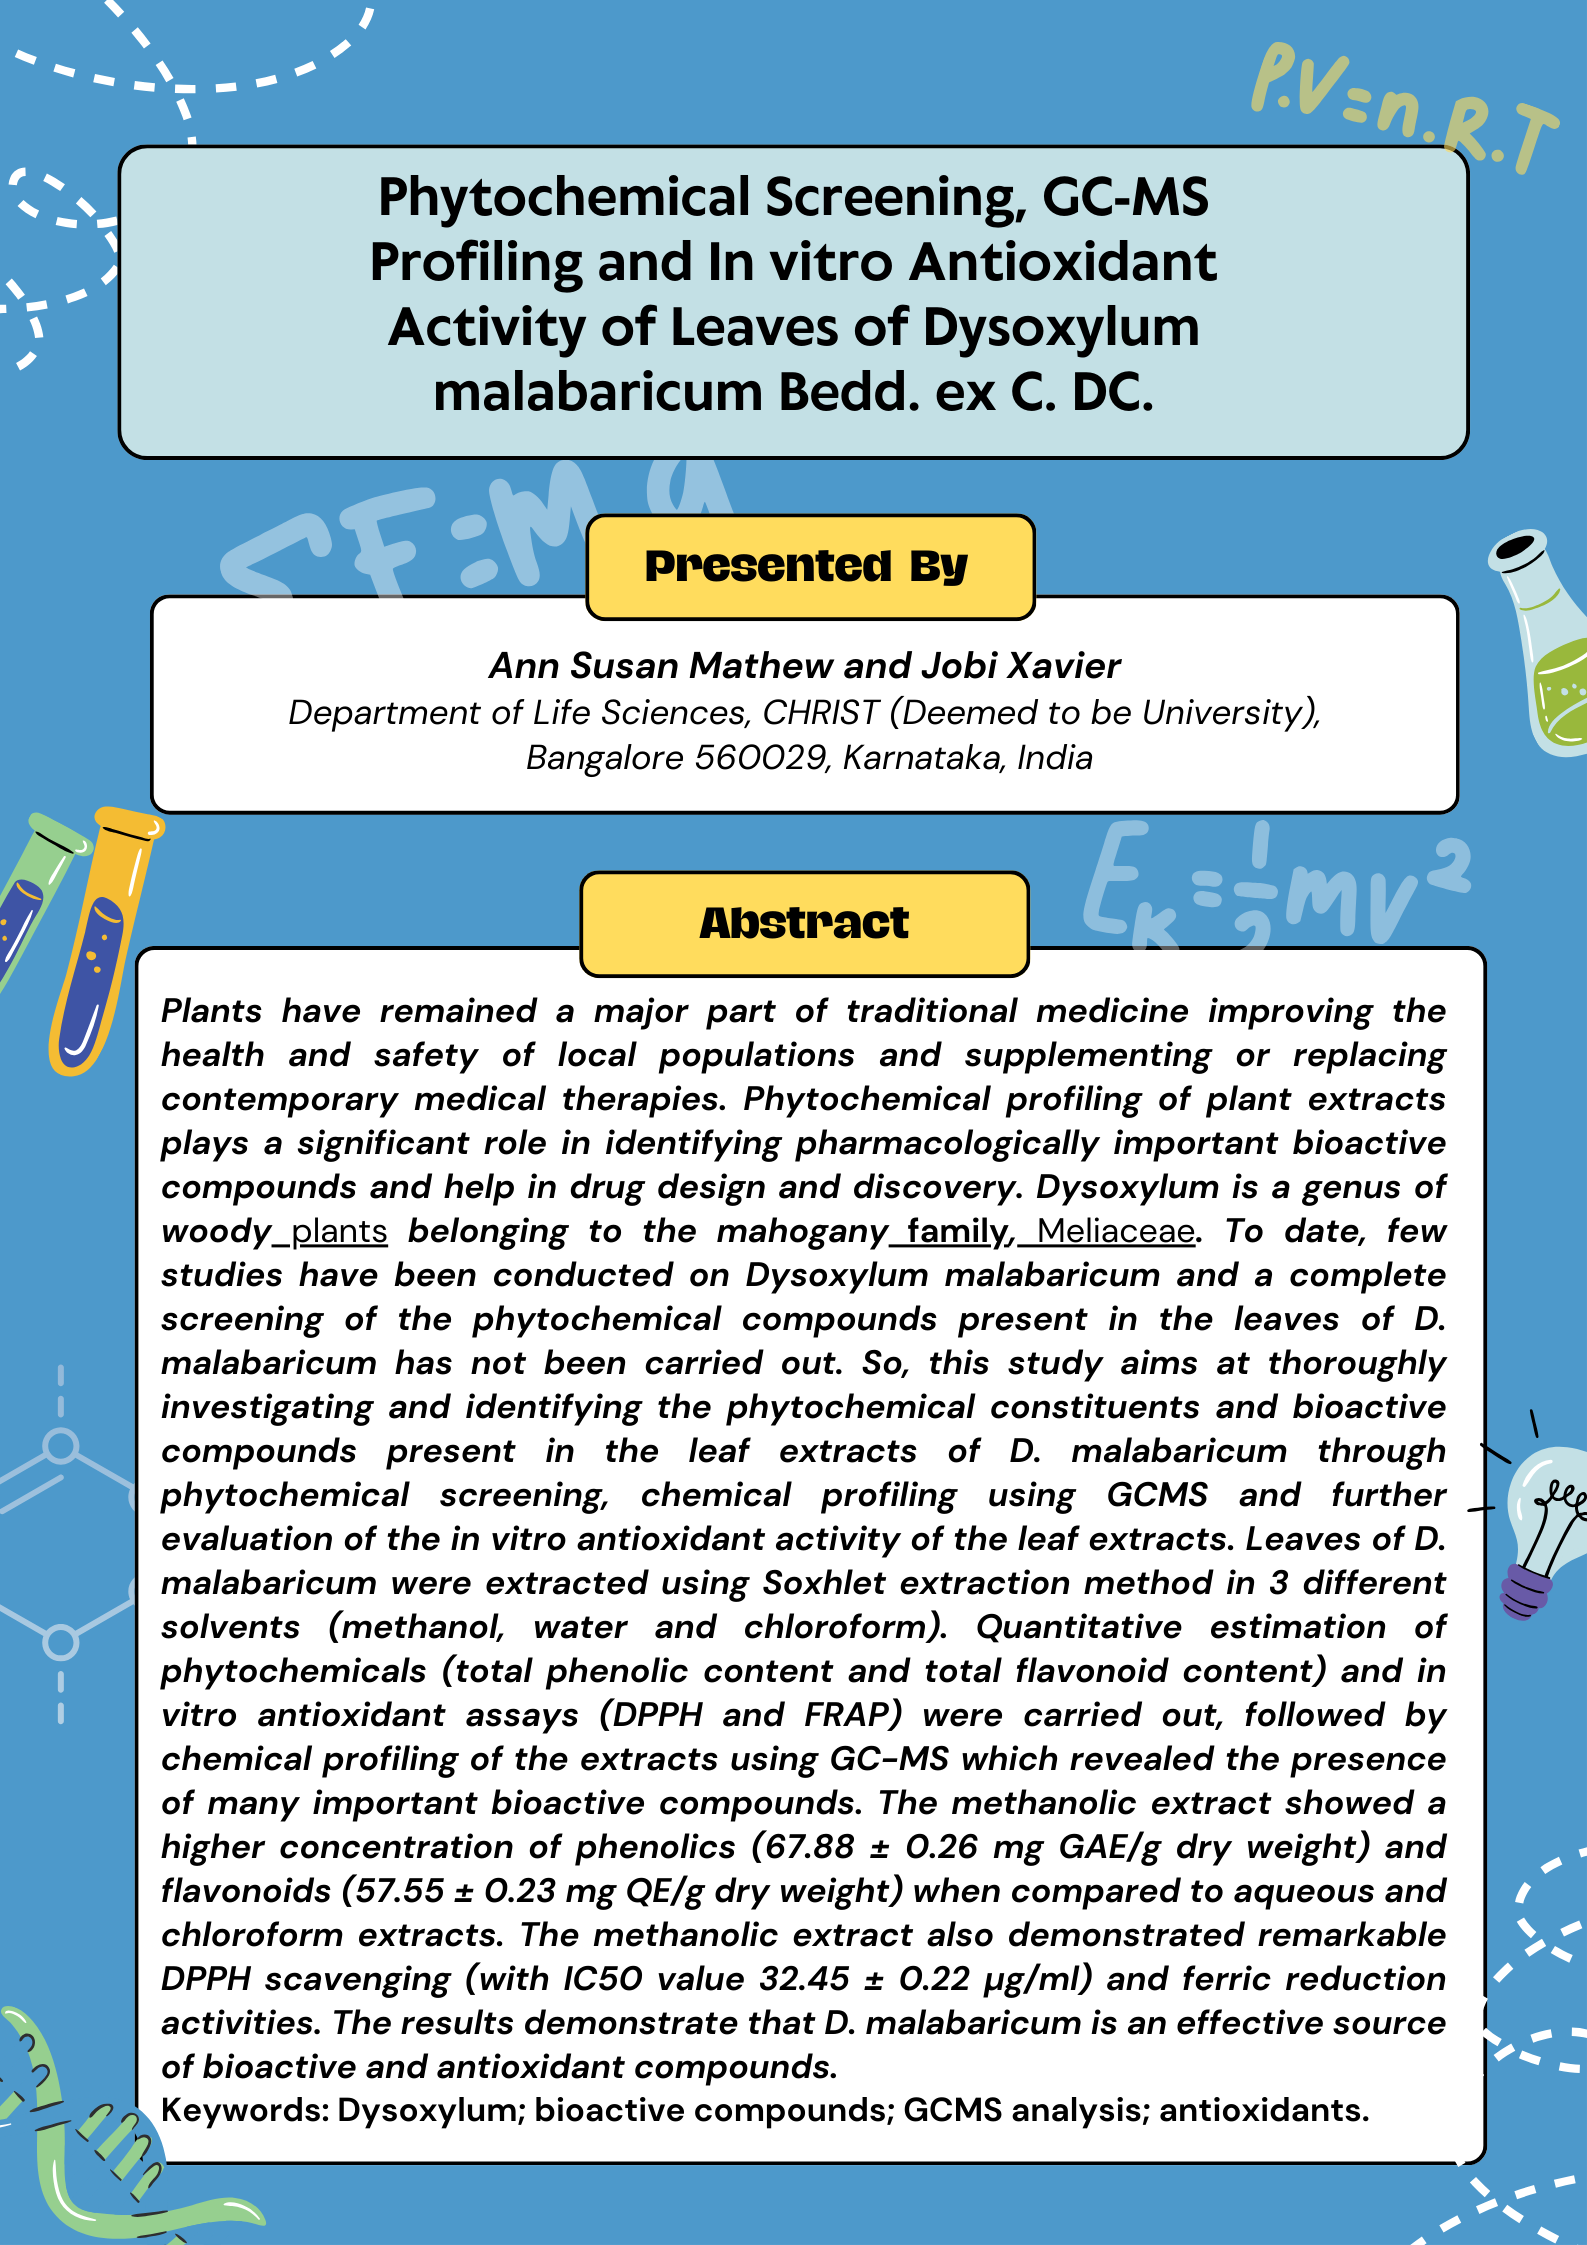 P.V=n.R.T
Phytochemical Screening, GC-MS
Profiling and In vitro Antioxidant
Activity of Leaves of Dysoxylum
malabaricum Bedd. ex C. DC.
ΣF=m a
Presented By
Ann Susan Mathew and Jobi Xavier
Department of Life Sciences, CHRIST (Deemed to be University),
Bangalore 560029, Karnataka, India
Eₖ=½mv²
Abstract
Plants have remained a major part of traditional medicine improving the
health and safety of local populations and supplementing or replacing
contemporary medical therapies. Phytochemical profiling of plant extracts
plays a significant role in identifying pharmacologically important bioactive
compounds and help in drug design and discovery. Dysoxylum is a genus of
woody plants belonging to the mahogany family, Meliaceae. To date, few
studies have been conducted on Dysoxylum malabaricum and a complete
screening of the phytochemical compounds present in the leaves of D.
malabaricum has not been carried out. So, this study aims at thoroughly
investigating and identifying the phytochemical constituents and bioactive
compounds present in the leaf extracts of D. malabaricum through
phytochemical screening, chemical profiling using GCMS and further
evaluation of the in vitro antioxidant activity of the leaf extracts. Leaves of D.
malabaricum were extracted using Soxhlet extraction method in 3 different
solvents (methanol, water and chloroform). Quantitative estimation of
phytochemicals (total phenolic content and total flavonoid content) and in
vitro antioxidant assays (DPPH and FRAP) were carried out, followed by
chemical profiling of the extracts using GC-MS which revealed the presence
of many important bioactive compounds. The methanolic extract showed a
higher concentration of phenolics (67.88 ± 0.26 mg GAE/g dry weight) and
flavonoids (57.55 ± 0.23 mg QE/g dry weight) when compared to aqueous and
chloroform extracts. The methanolic extract also demonstrated remarkable
DPPH scavenging (with IC50 value 32.45 ± 0.22 µg/ml) and ferric reduction
activities. The results demonstrate that D. malabaricum is an effective source
of bioactive and antioxidant compounds.
Keywords: Dysoxylum; bioactive compounds; GCMS analysis; antioxidants.